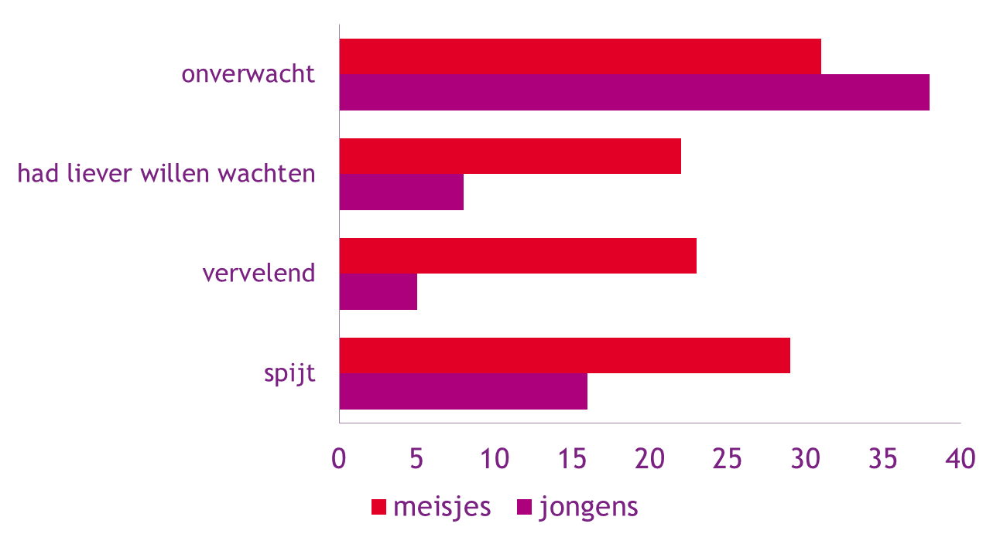 onverwacht
had liever willen wachten
vervelend
spijt
0 5 10 15 20 25 30 35 40
meisjes jongens